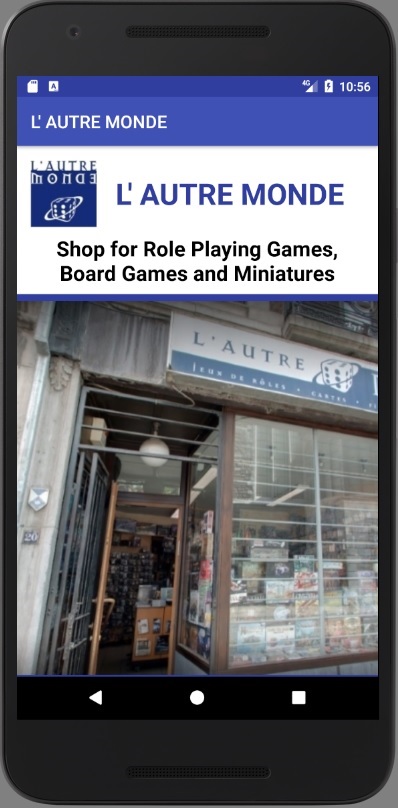 4G
10:56
L' AUTRE MONDE
L'AUTRE
MONDE
L' AUTRE MONDE
Shop for Role Playing Games,
Board Games and Miniatures
L'AUTRE
JEUX DE RÔLES • CARTES •
20